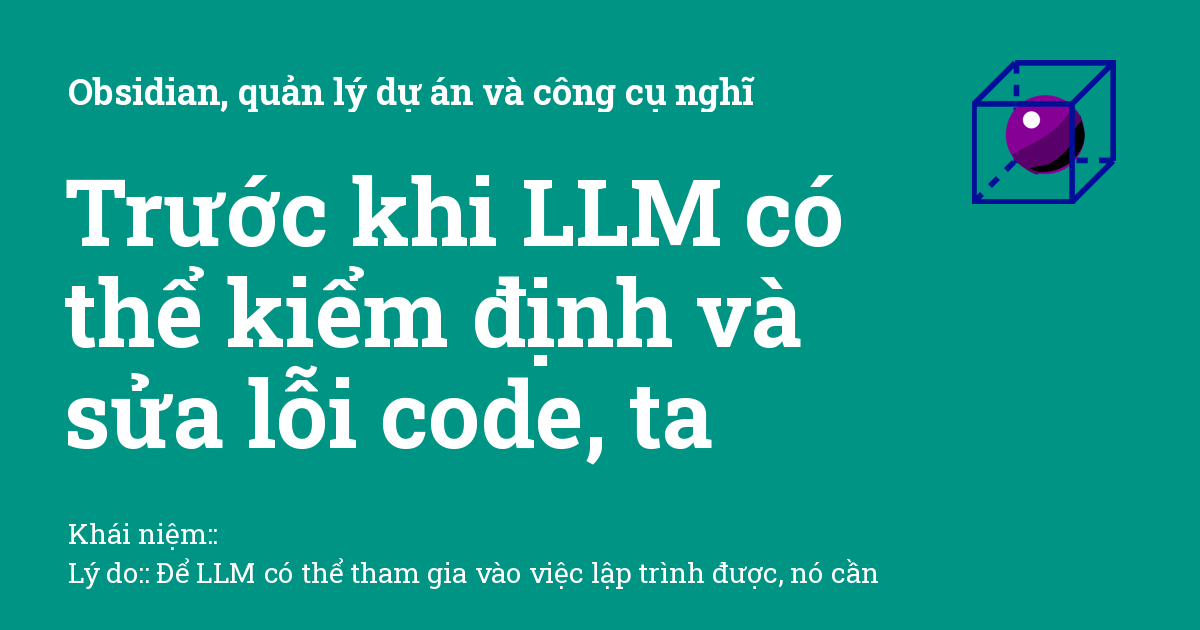 Obsidian, quản lý dự án và công cụ nghĩ
Trước khi LLM có
thể kiểm định và
sửa lỗi code, ta
Khái niệm::
Lý do:: Để LLM có thể tham gia vào việc lập trình được, nó cần